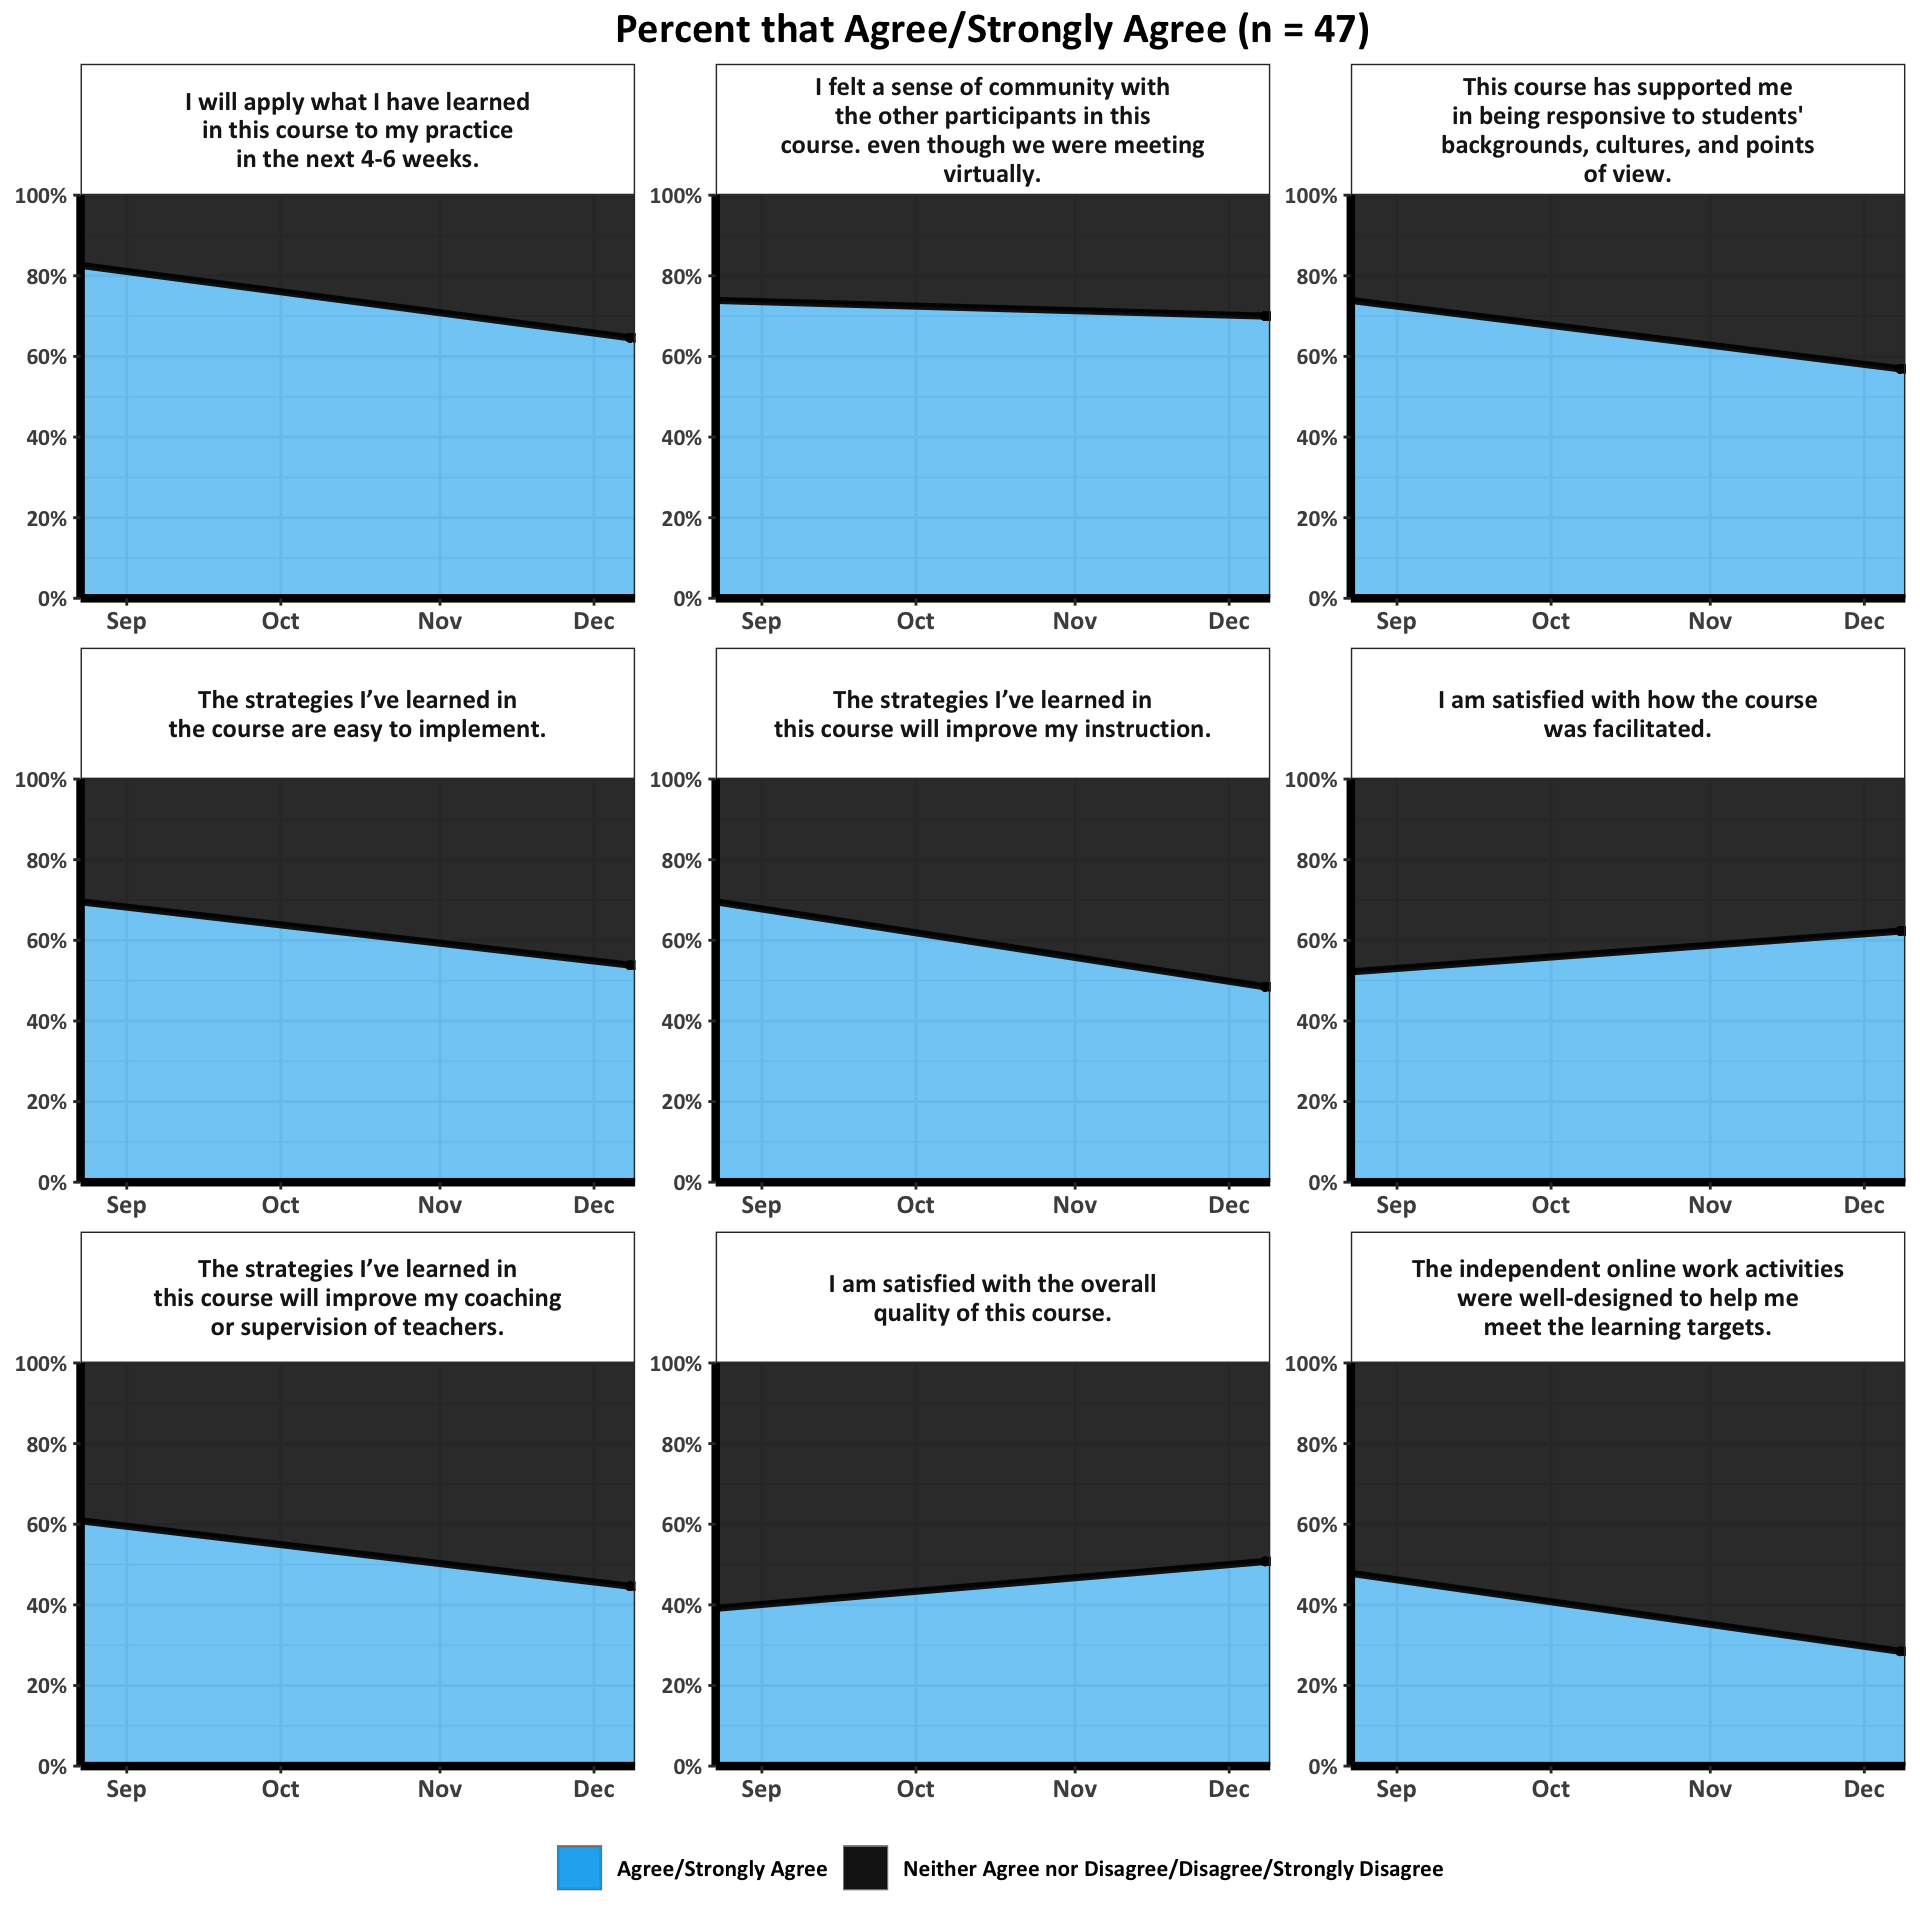 Percent that Agree/Strongly Agree (n = 47)
I will apply what I have learned
in this course to my practice
in the next 4-6 weeks.
I felt a sense of community with
the other participants in this
course. even though we were meeting
virtually.
This course has supported me
in being responsive to students'
backgrounds, cultures, and points
of view.
100%
80%
60%
40%
20%
0%
Sep Oct Nov Dec
100%
80%
60%
40%
20%
0%
Sep Oct Nov Dec
100%
80%
60%
40%
20%
0%
Sep Oct Nov Dec
The strategies I’ve learned in
the course are easy to implement.
The strategies I’ve learned in
this course will improve my instruction.
I am satisfied with how the course
was facilitated.
100%
80%
60%
40%
20%
0%
Sep Oct Nov Dec
100%
80%
60%
40%
20%
0%
Sep Oct Nov Dec
100%
80%
60%
40%
20%
0%
Sep Oct Nov Dec
The strategies I’ve learned in
this course will improve my coaching
or supervision of teachers.
I am satisfied with the overall
quality of this course.
The independent online work activities
were well-designed to help me
meet the learning targets.
100%
80%
60%
40%
20%
0%
Sep Oct Nov Dec
100%
80%
60%
40%
20%
0%
Sep Oct Nov Dec
100%
80%
60%
40%
20%
0%
Sep Oct Nov Dec
Agree/Strongly Agree
Neither Agree nor Disagree/Disagree/Strongly Disagree